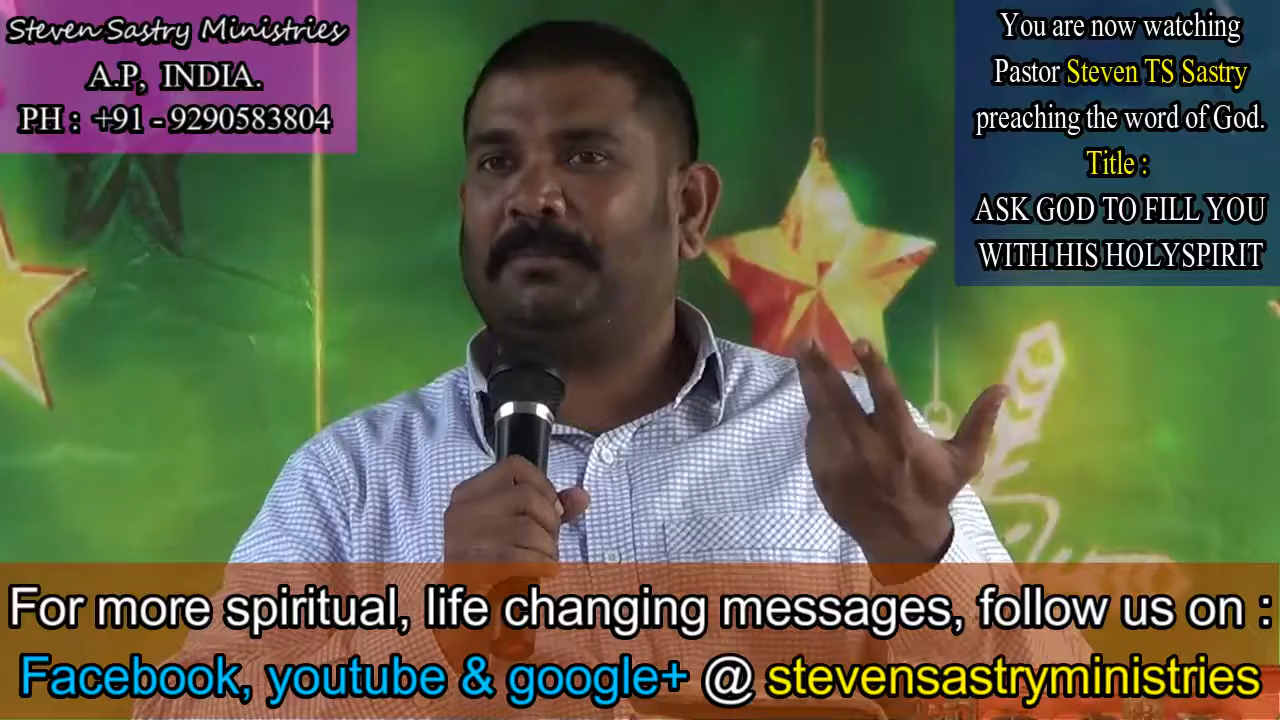 Steven Sastry Ministries
A.P, INDIA.
PH : +91 - 9290583804
You are now watching
Pastor Steven TS Sastry
preaching the word of God.
Title :
ASK GOD TO FILL YOU
WITH HIS HOLYSPIRIT
For more spiritual, life changing messages, follow us on :
Facebook, youtube & google+ @ stevensastryministries